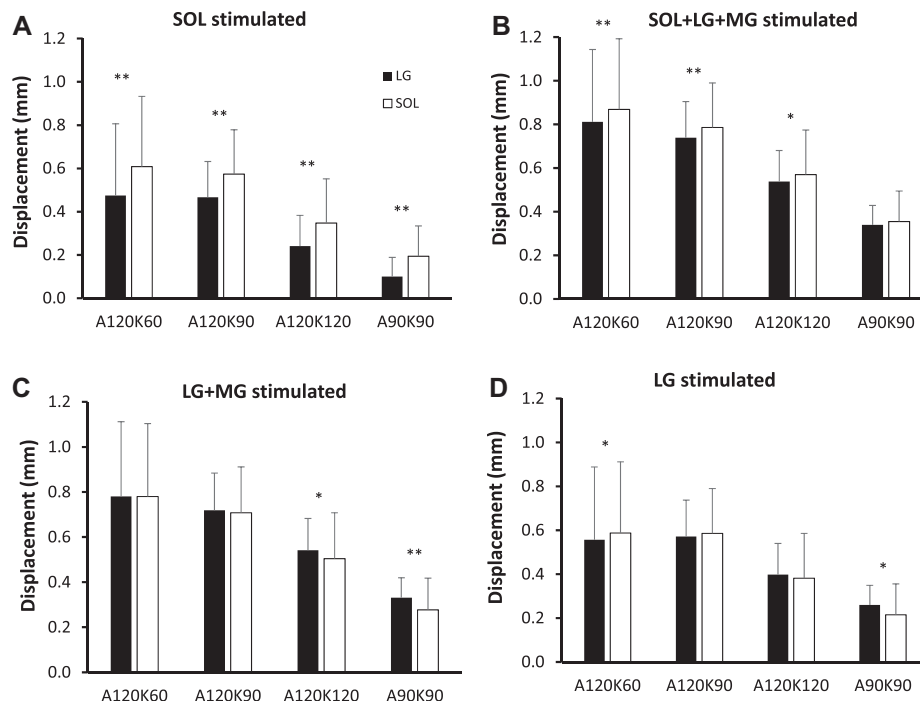 A
SOL stimulated
Displacement (mm)
1.2
1.0
0.8
0.6
0.4
0.2
0.0
**
**
**
**
LG
SOL
A120K60 A120K90 A120K120 A90K90
B
SOL+LG+MG stimulated
Displacement (mm)
1.2
1.0
0.8
0.6
0.4
0.2
0.0
**
**
*
A120K60 A120K90 A120K120 A90K90
C
LG+MG stimulated
Displacement (mm)
1.2
1.0
0.8
0.6
0.4
0.2
0.0
*
**
A120K60 A120K90 A120K120 A90K90
D
LG stimulated
Displacement (mm)
1.2
1.0
0.8
0.6
0.4
0.2
0.0
*
*
A120K60 A120K90 A120K120 A90K90